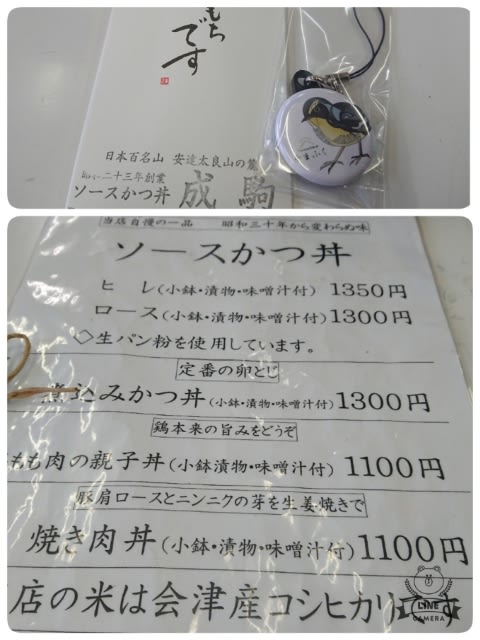 もち
です
日本百名山 安達太良山の麓
昭和二十三年創業
ソースかつ丼 成駒
当店自慢の一品 昭和三十年から変わらぬ味
ソースかつ丼
ヒレ(小鉢・漬物・味噌汁付) 1350円
ロース(小鉢・漬物・味噌汁付) 1300円
◇生パン粉を使用しています。
定番の卵とじ
煮込みかつ丼(小鉢・漬物・味噌汁付) 1300円
鶏本来の旨みをどうぞ
もも肉の親子丼(小鉢漬物・味噌汁付) 1100円
豚肩ロースとニンニクの芽を生姜焼きで
焼き肉丼(小鉢・漬物・味噌汁付) 1100円
店の米は会津産コシヒカリ
LINE
CAMERA